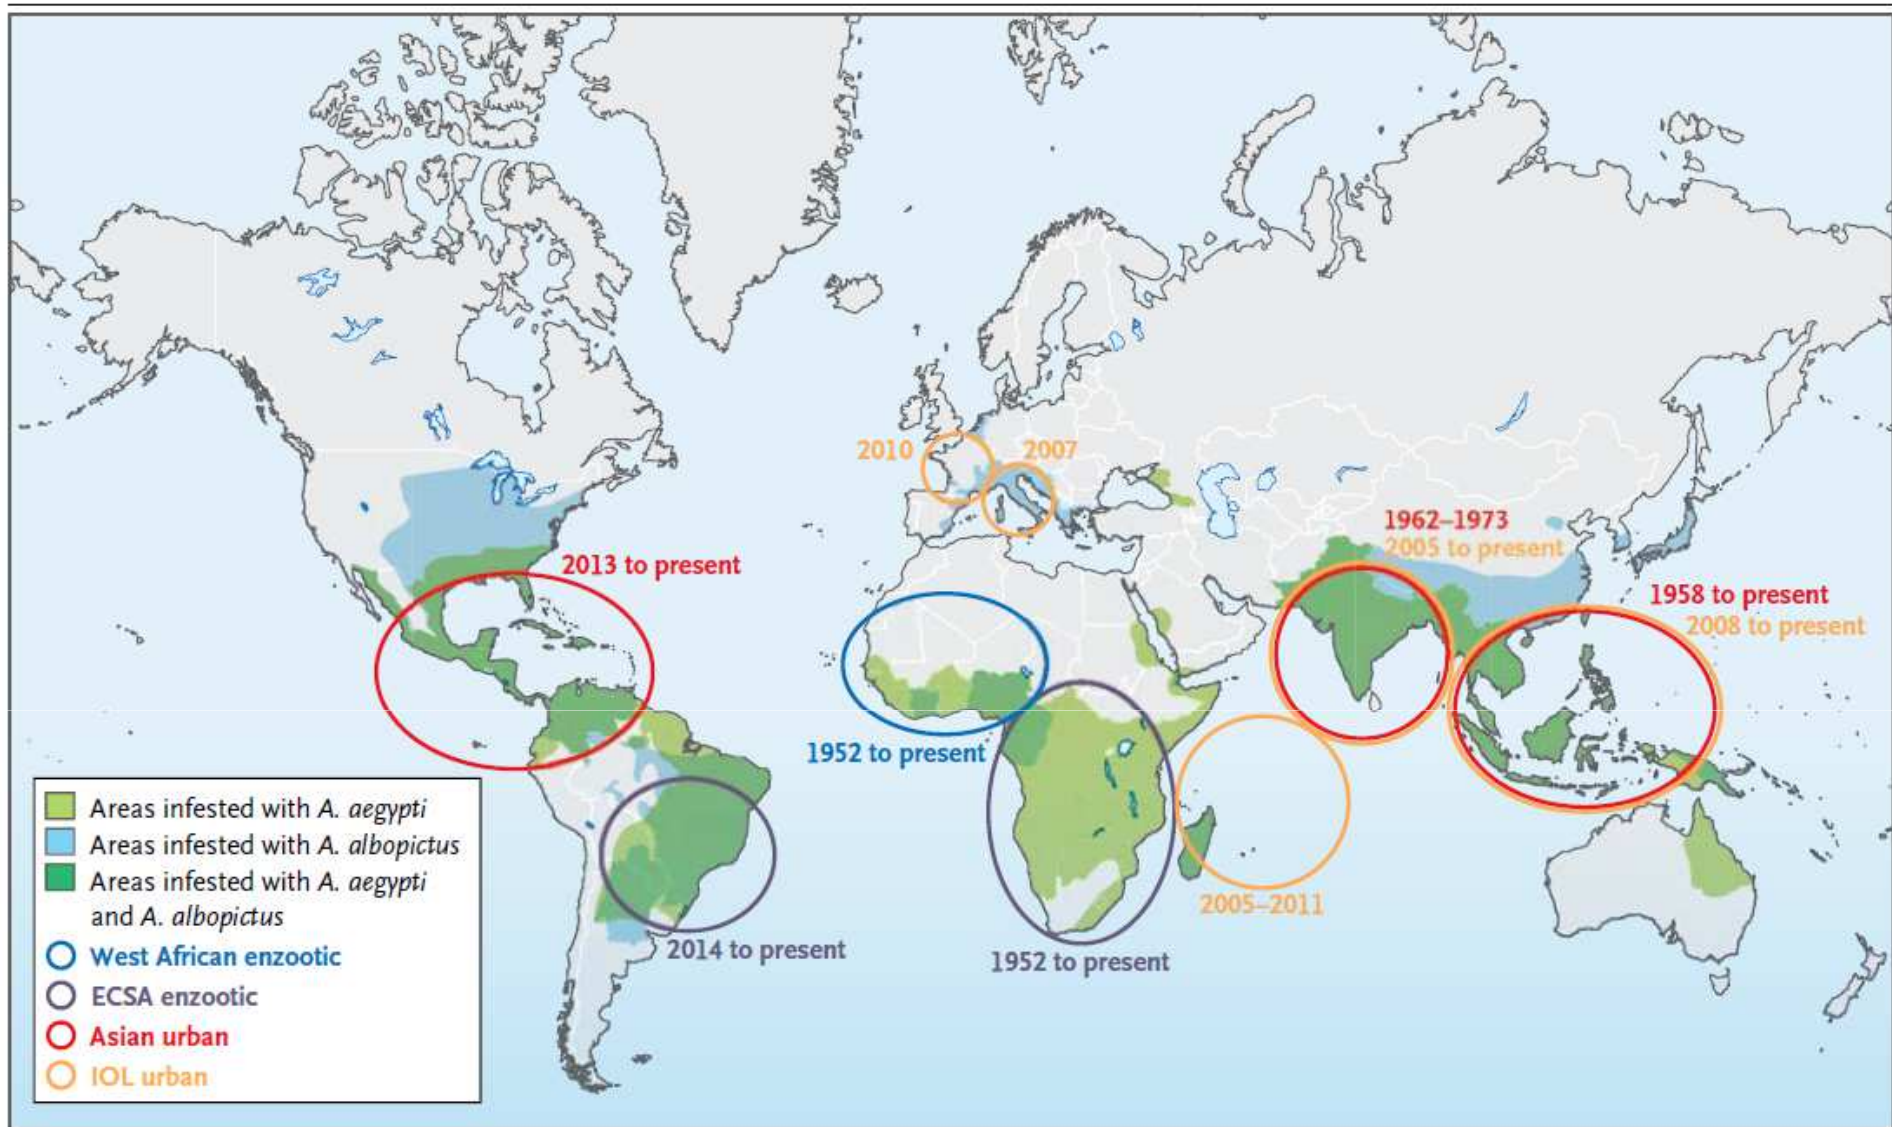 2010
2007
1962–1973
2005 to present
2013 to present
1958 to present
2008 to present
1952 to present
2005–2011
2014 to present
1952 to present
Areas infested with A. aegypti
Areas infested with A. albopictus
Areas infested with A. aegypti
and A. albopictus
West African enzootic
ECSA enzootic
Asian urban
IOL urban